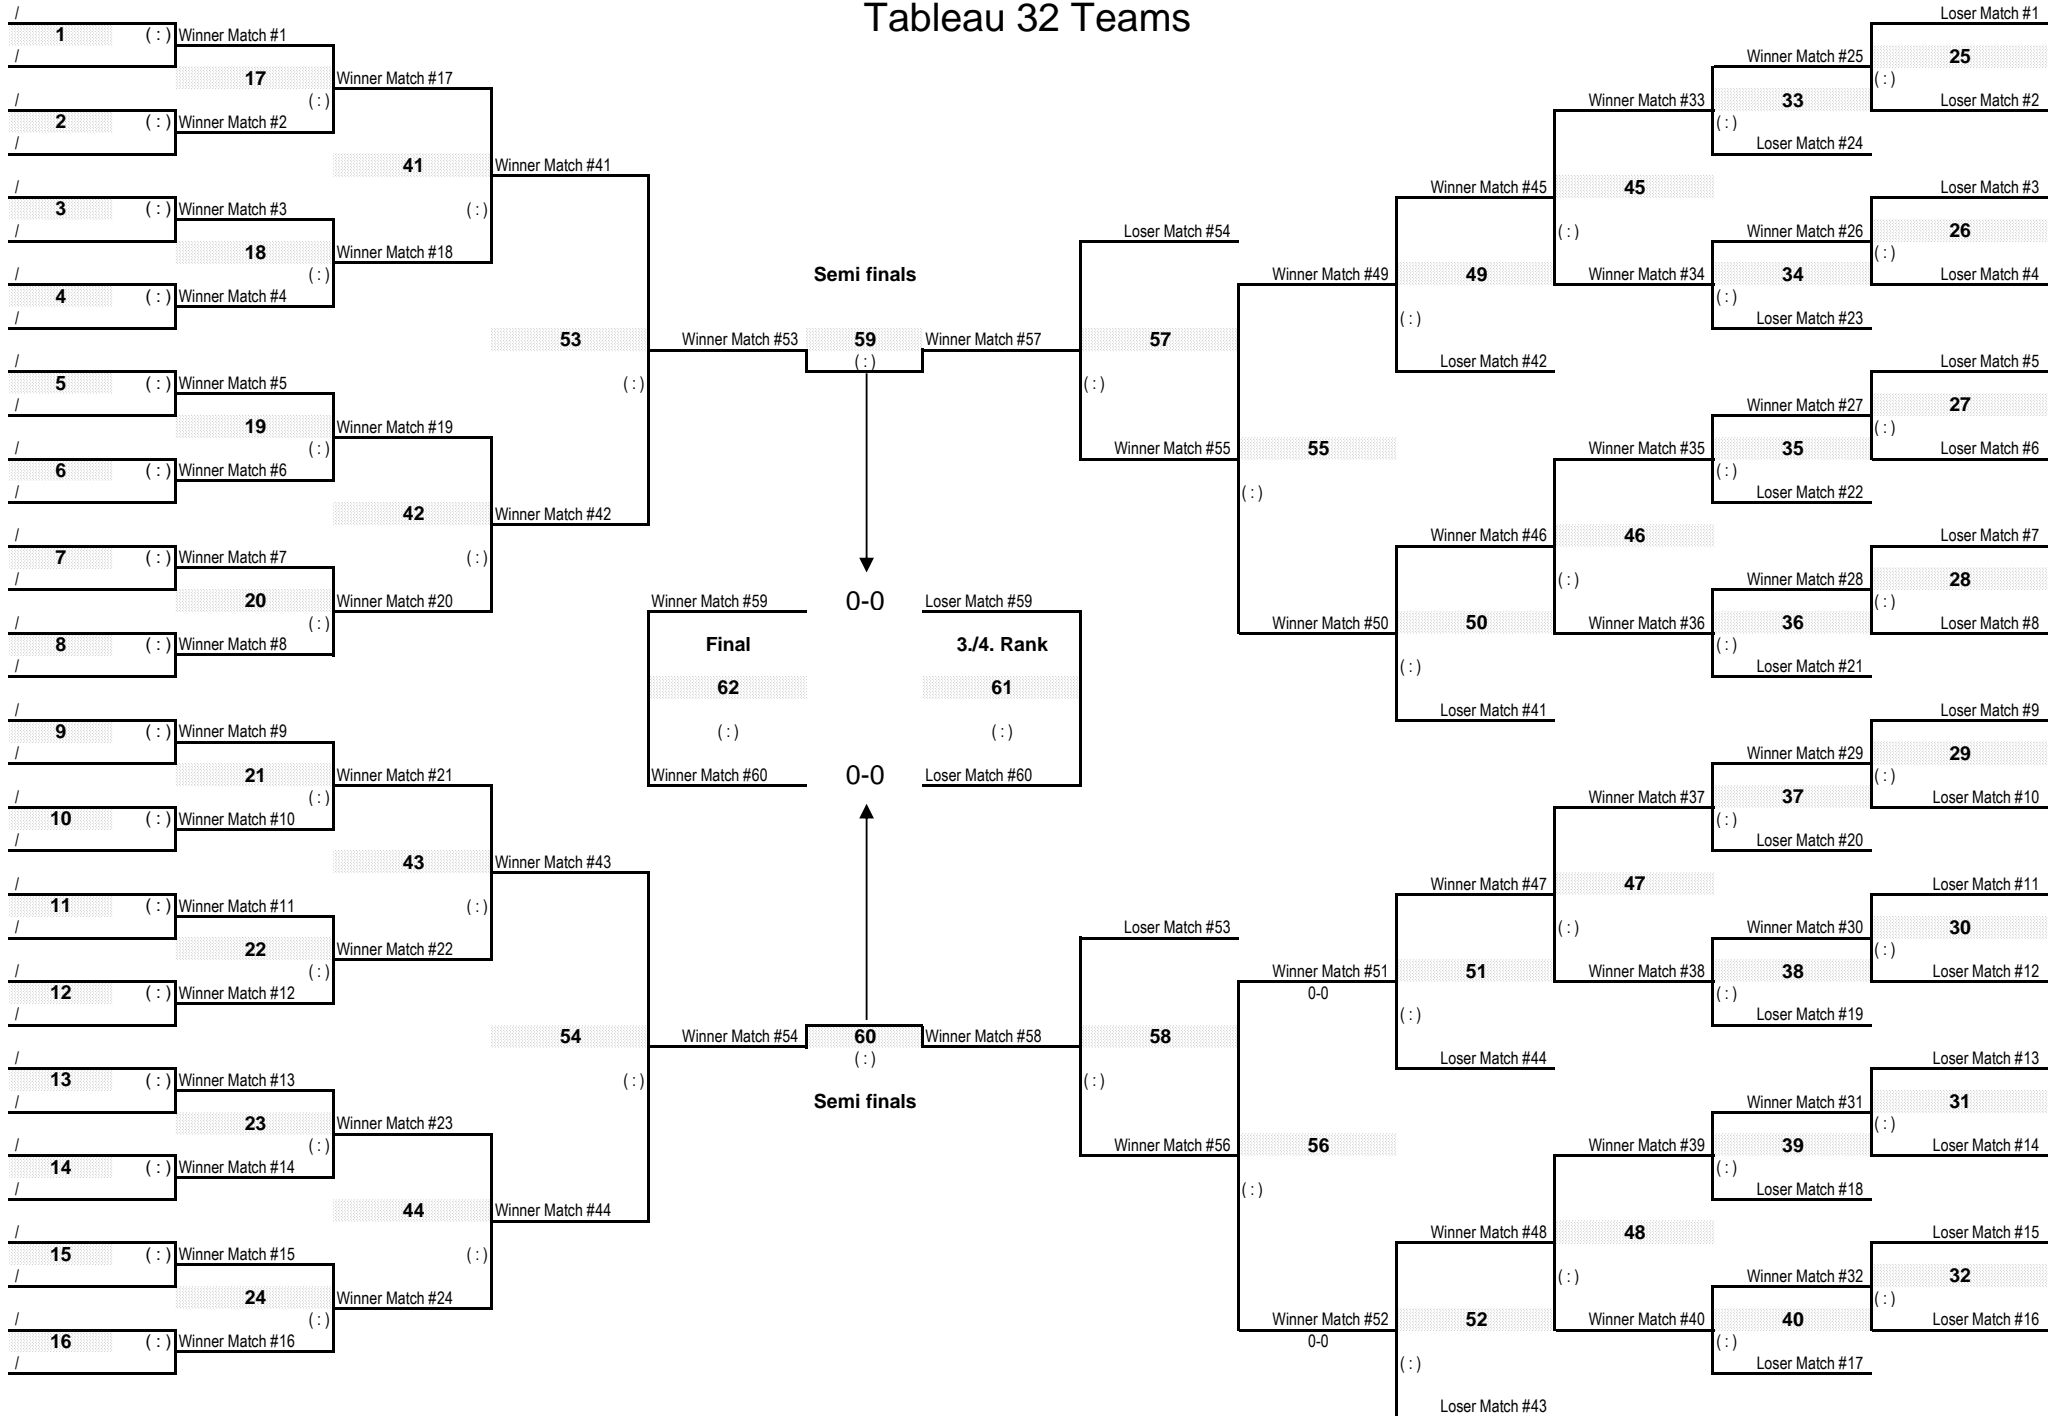 Tableau 32 Teams
/
1 ( : ) Winner Match #1
/
17 Winner Match #17
( : )
/
2 ( : ) Winner Match #2
/
41 Winner Match #41
( : )
/
3 ( : ) Winner Match #3
/
18 Winner Match #18
( : )
/
4 ( : ) Winner Match #4
/
53
( : )
/
5 ( : ) Winner Match #5
/
19 Winner Match #19
( : )
/
6 ( : ) Winner Match #6
/
42 Winner Match #42
( : )
/
7 ( : ) Winner Match #7
/
20 Winner Match #20
( : )
/
8 ( : ) Winner Match #8
/
/
9 ( : ) Winner Match #9
/
21 Winner Match #21
( : )
/
10 ( : ) Winner Match #10
/
43 Winner Match #43
( : )
/
11 ( : ) Winner Match #11
/
22 Winner Match #22
( : )
/
12 ( : ) Winner Match #12
/
54
( : )
/
13 ( : ) Winner Match #13
/
23 Winner Match #23
( : )
/
14 ( : ) Winner Match #14
/
44 Winner Match #44
( : )
/
15 ( : ) Winner Match #15
/
24 Winner Match #24
( : )
/
16 ( : ) Winner Match #16
/
Semi finals
Winner Match #53 59 Winner Match #57
( : )
Winner Match #59 0-0 Loser Match #59
Final 3./4. Rank
62 61
( : ) ( : )
Winner Match #60 0-0 Loser Match #60
Winner Match #54 60 Winner Match #58
( : )
Semi finals
Loser Match #54
57
( : )
Winner Match #55 55
( : )
Winner Match #49 49
( : )
Loser Match #42
Winner Match #45 45
( : )
Winner Match #33 33
( : )
Loser Match #24
Loser Match #1
Winner Match #25 25
( : )
Loser Match #2
Winner Match #34 34
( : )
Loser Match #23
Loser Match #3
Winner Match #26 26
( : )
Loser Match #4
Winner Match #50 50
( : )
Loser Match #41
Winner Match #46 46
( : )
Winner Match #35 35
( : )
Loser Match #22
Loser Match #5
Winner Match #27 27
( : )
Loser Match #6
Winner Match #36 36
( : )
Loser Match #21
Loser Match #7
Winner Match #28 28
( : )
Loser Match #8
Loser Match #53
58
( : )
Winner Match #56 56
( : )
Winner Match #51 51
0-0
( : )
Loser Match #44
Winner Match #47 47
( : )
Winner Match #37 37
( : )
Loser Match #20
Loser Match #9
Winner Match #29 29
( : )
Loser Match #10
Winner Match #38 38
( : )
Loser Match #19
Loser Match #11
Winner Match #30 30
( : )
Loser Match #12
Winner Match #52 52
0-0
( : )
Loser Match #43
Winner Match #48 48
( : )
Winner Match #39 39
( : )
Loser Match #18
Loser Match #13
Winner Match #31 31
( : )
Loser Match #14
Winner Match #40 40
( : )
Loser Match #17
Loser Match #15
Winner Match #32 32
( : )
Loser Match #16